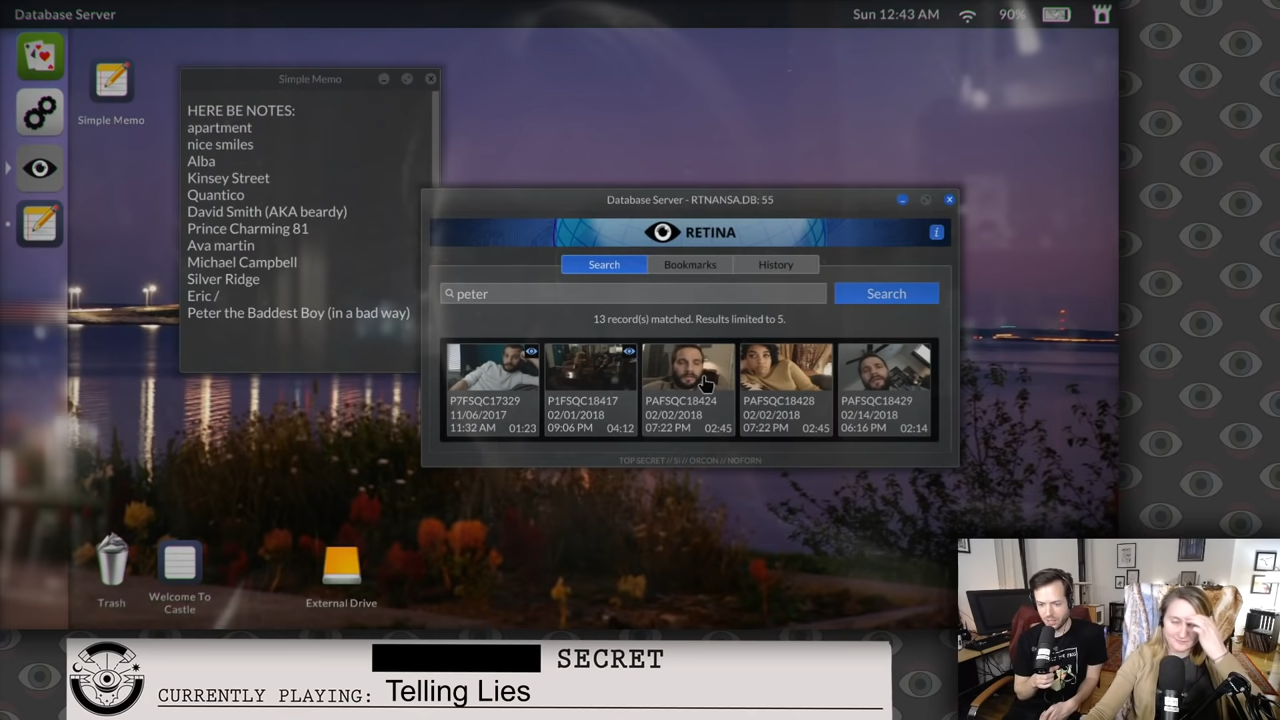 Database Server
Sun 12:43 AM
90%
Simple Memo
Simple Memo
HERE BE NOTES:
apartment
nice smiles
Alba
Kinsey Street
Quantico
David Smith (AKA beardy)
Prince Charming 81
Ava martin
Michael Campbell
Silver Ridge
Eric /
Peter the Baddest Boy (in a bad way)
Database Server - RTNANSA.DB: 55
RETINA
i
Search
Bookmarks
History
peter
Search
13 record(s) matched. Results limited to 5.
P7FSQC17329
11/06/2017
11:32 AM 01:23
P1FSQC18417
02/01/2018
09:06 PM 04:12
PAFSQC18424
02/02/2018
07:22 PM 02:45
PAFSQC18428
02/02/2018
07:22 PM 02:45
PAFSQC18429
02/14/2018
06:16 PM 02:14
TOP SECRET // SI // ORCON // NOFORN
Trash
Welcome To
Castle
External Drive
SECRET
CURRENTLY PLAYING: Telling Lies